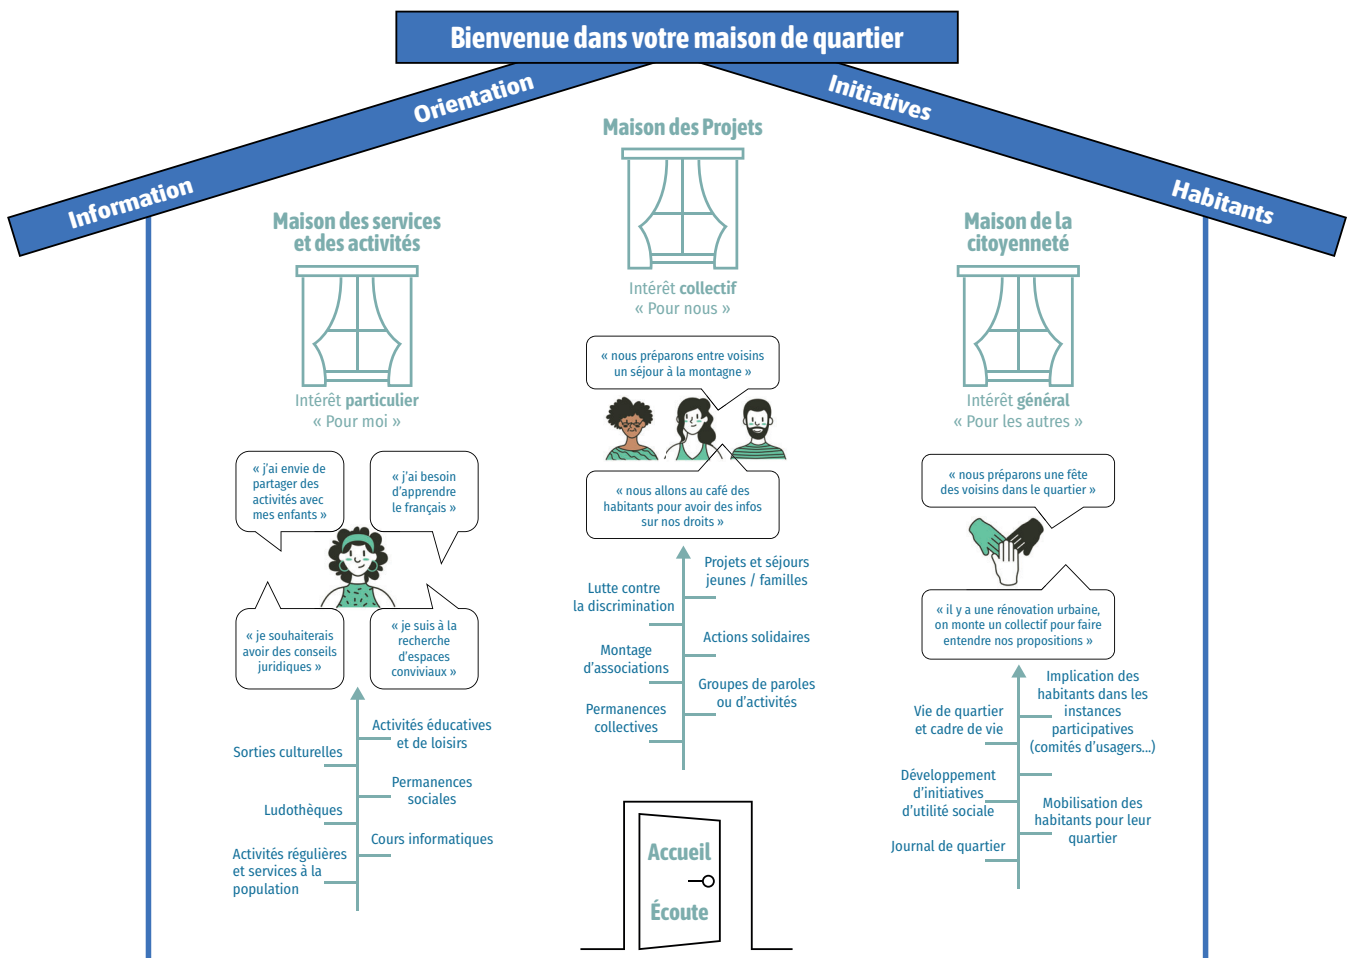 Bienvenue dans votre maison de quartier
Information
Orientation
Initiatives
Habitants
Maison des services
et des activités
Intérêt particulier
« Pour moi »
« j'ai envie de
partager des
activités avec
mes enfants »
« j'ai besoin
d'apprendre
le français »
« je souhaiterais
avoir des conseils
juridiques »
« je suis à la
recherche
d'espaces
conviviaux »
Activités éducatives
et de loisirs
Sorties culturelles
Permanences
sociales
Ludothèques
Cours informatiques
Activités régulières
et services à la
population
Maison des Projets
Intérêt collectif
« Pour nous »
« nous préparons entre voisins
un séjour à la montagne »
« nous allons au café des
habitants pour avoir des infos
sur nos droits »
Projets et séjours
jeunes / familles
Lutte contre
la discrimination
Actions solidaires
Montage
d'associations
Groupes de paroles
ou d'activités
Permanences
collectives
Accueil
Écoute
Maison de la
citoyenneté
Intérêt général
« Pour les autres »
« nous préparons une fête
des voisins dans le quartier »
« il y a une rénovation urbaine,
on monte un collectif pour faire
entendre nos propositions »
Implication des
habitants dans les
instances
participatives
(comités d'usagers...)
Vie de quartier
et cadre de vie
Développement
d'initiatives
d'utilité sociale
Mobilisation des
habitants pour leur
quartier
Journal de quartier